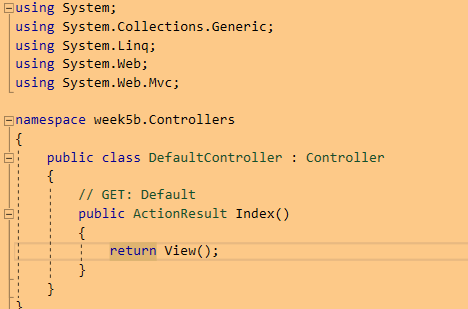 using System;
using System.Collections.Generic;
using System.Linq;
using System.Web;
using System.Web.Mvc;

namespace week5b.Controllers
{
    public class DefaultController : Controller
    {
        // GET: Default
        public ActionResult Index()
        {
            return View();
        }
    }
}